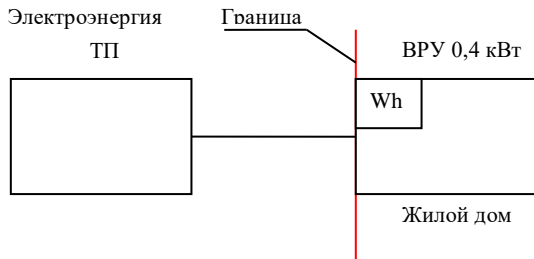 Электроэнергия
Граница
ТП
ВРУ 0,4 кВт
Wh
Жилой дом